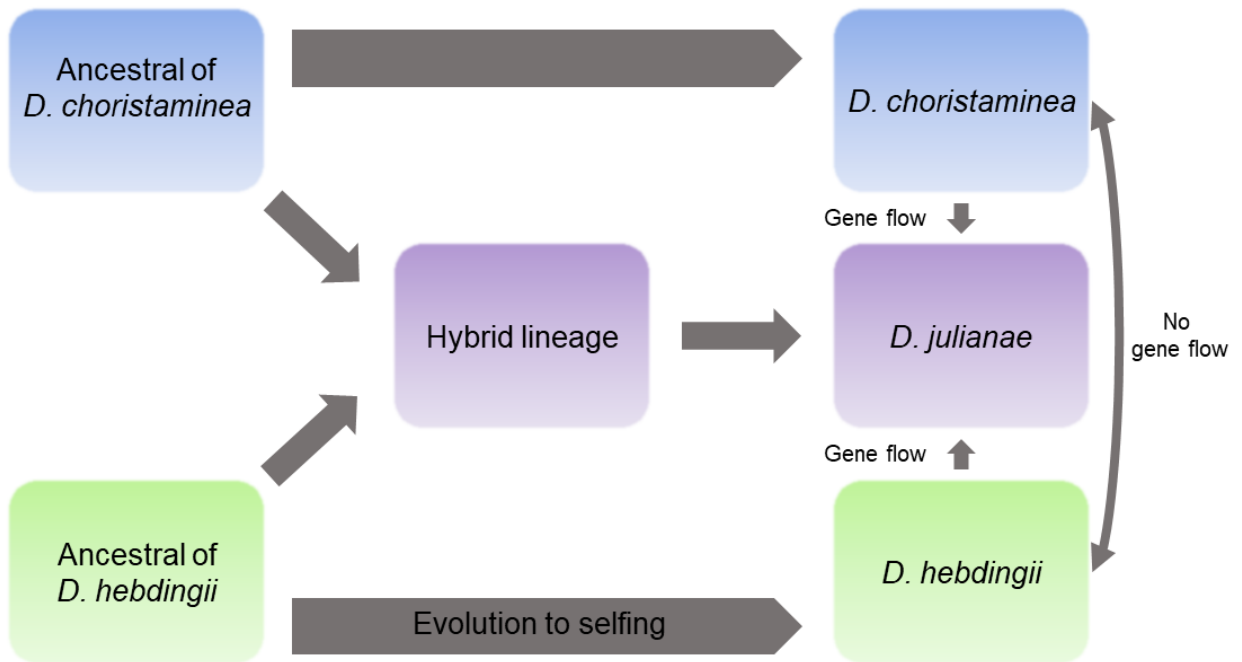 Ancestral of
D. choristaminea
D. choristaminea
Gene flow
Hybrid lineage
D. julianae
No
gene flow
Gene flow
Ancestral of
D. hebdingii
D. hebdingii
Evolution to selfing